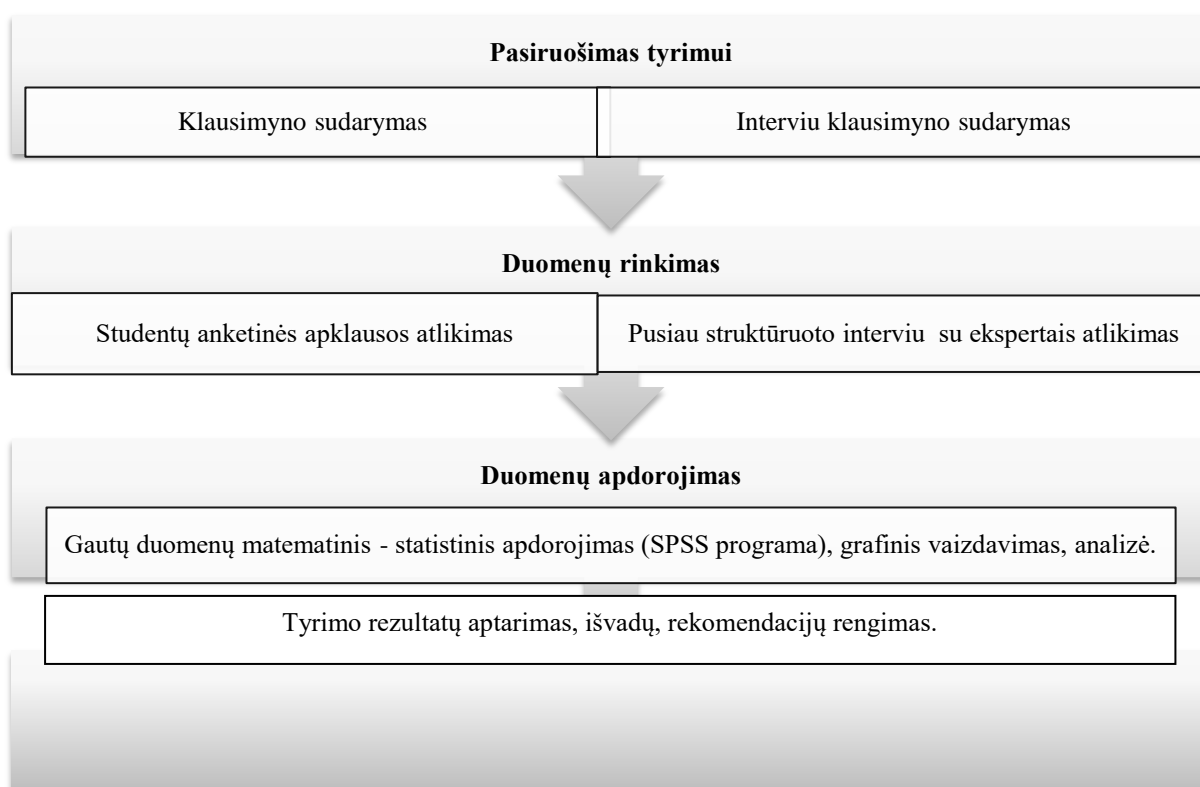 Pasiruošimas tyrimui
Klausimyno sudarymas
Interviu klausimyno sudarymas
Duomenų rinkimas
Studentų anketinės apklausos atlikimas
Pusiau struktūruoto interviu su ekspertais atlikimas
Duomenų apdorojimas
Gautų duomenų matematinis - statistinis apdorojimas (SPSS programa), grafinis vaizdavimas, analizė.
Tyrimo rezultatų aptarimas, išvadų, rekomendacijų rengimas.